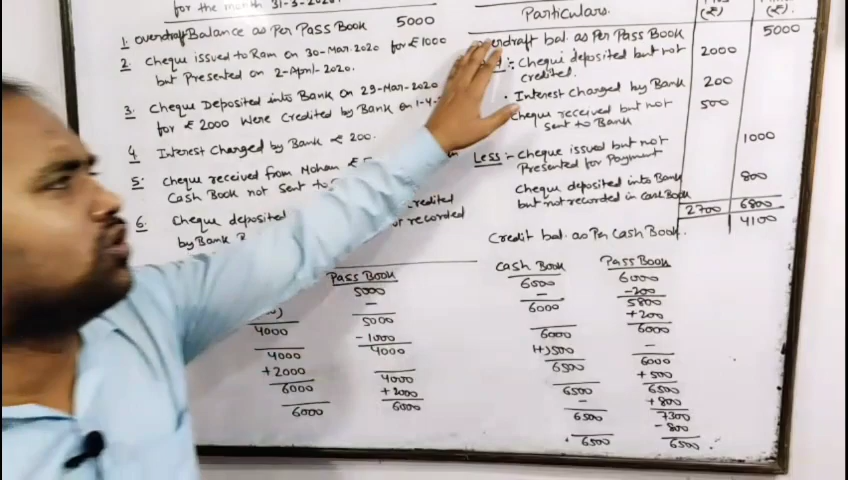 for the month 31-3-2020.
1. overdraft Balance as Per Pass Book 5000
2. Cheque issued to Ram on 30-Mar-2020 for ₹1000
but Presented on 2-April-2020.
3. Cheque Deposited into Bank on 29-Mar-2020
for ₹ 2000 Were Credited by Bank on 1-4-
4. Interest Charged by Bank ₹ 200.
5. Cheque received from Mohan ₹
Cash Book not sent to
6. Cheque deposited credited
by Bank recorded
Particulars.
(₹) (₹)
overdraft bal. as Per Pass Book 5000
:- Cheque deposited but not 2000
credited.
• Interest Charged by Bank 200
Cheque received but not 500
sent to Bank
Less :- Cheque issued but not 1000
Presented for Payment
Cheque deposited into Bank 800
but not recorded in Cash Book
2700 6800
Credit bal. as Per Cash Book. 4100
Pass Book
5000
–
5000
4000 -1000
4000
4000
+2000 4000
6000 +2000
6000 6000
Cash Book Pass Book
6500 6000
– -200
6000 5800
+200
6000 6000
(+)500 –
6500 6000
+500
6500 6500
– +800
6500 7300
-800
6500 6500